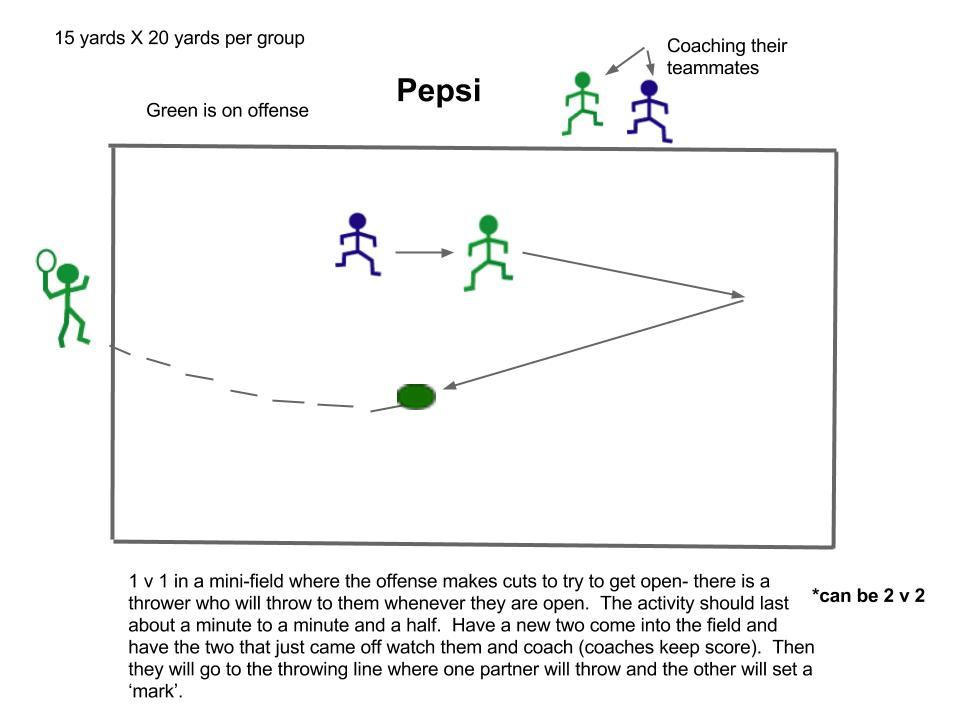 15 yards X 20 yards per group
Coaching their
teammates
Pepsi
Green is on offense
1 v 1 in a mini-field where the offense makes cuts to try to get open- there is a
thrower who will throw to them whenever they are open.  The activity should last
about a minute to a minute and a half.  Have a new two come into the field and
have the two that just came off watch them and coach (coaches keep score).  Then
they will go to the throwing line where one partner will throw and the other will set a
‘mark’.
*can be 2 v 2